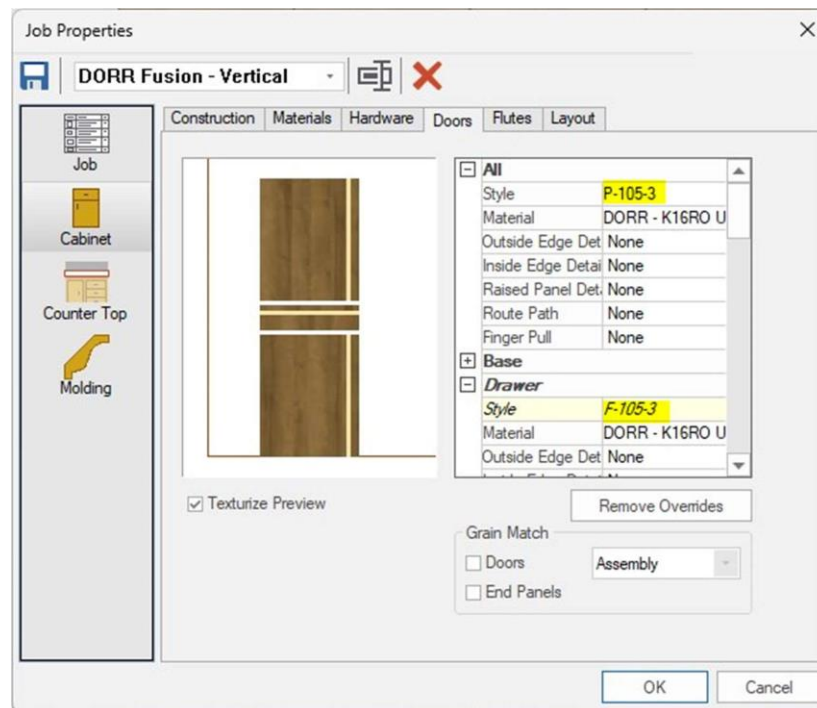 Job Properties
DORR Fusion - Vertical
Job
Cabinet
Counter Top
Molding
Construction Materials Hardware Doors Flutes Layout
All
Style P-105-3
Material DORR - K16RO U
Outside Edge Det None
Inside Edge Detai None
Raised Panel Det None
Route Path None
Finger Pull None
Base
Drawer
Style F-105-3
Material DORR - K16RO U
Outside Edge Det None
Texturize Preview
Remove Overrides
Grain Match
Doors Assembly
End Panels
OK Cancel